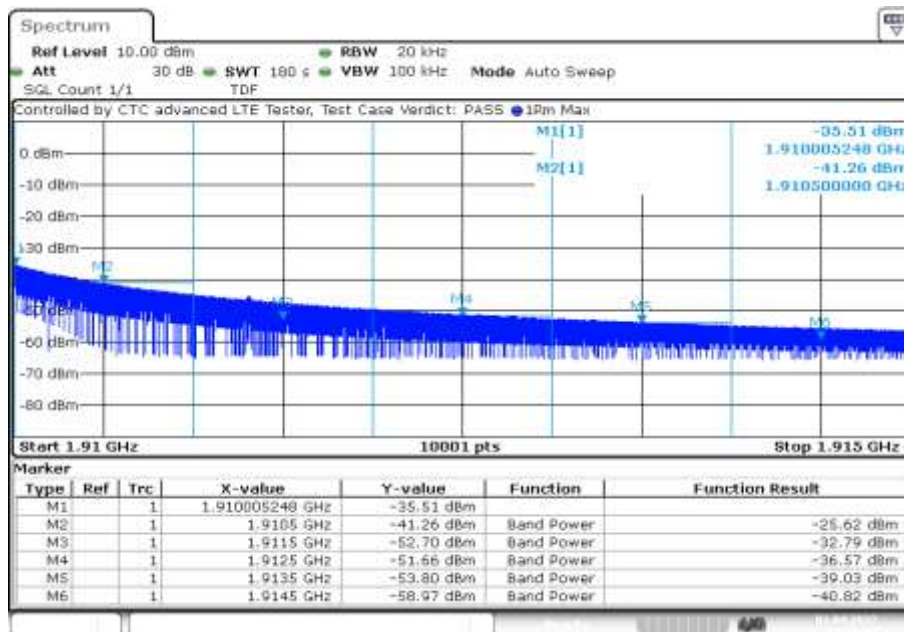 Spectrum
Ref Level 10.00 dBm RBW 20 kHz
Att 30 dB SWT 180 s VBW 100 kHz Mode Auto Sweep
SGL Count 1/1 TDF
Controlled by CTC advanced LTE Tester, Test Case Verdict: PASS 1Rm Max
M1[1] -35.51 dBm
1.910005248 GHz
0 dBm
M2[1] -41.26 dBm
1.910500000 GHz
-10 dBm
-20 dBm
-30 dBm
M2
M3 M4 M5 M6
-60 dBm
-70 dBm
-80 dBm
Start 1.91 GHz 10001 pts Stop 1.915 GHz
Marker
Type Ref Trc X-value Y-value Function Function Result
M1 1 1.910005248 GHz -35.51 dBm
M2 1 1.9105 GHz -41.26 dBm Band Power -25.62 dBm
M3 1 1.9115 GHz -52.70 dBm Band Power -32.79 dBm
M4 1 1.9125 GHz -51.66 dBm Band Power -36.57 dBm
M5 1 1.9135 GHz -53.80 dBm Band Power -39.03 dBm
M6 1 1.9145 GHz -58.97 dBm Band Power -40.82 dBm